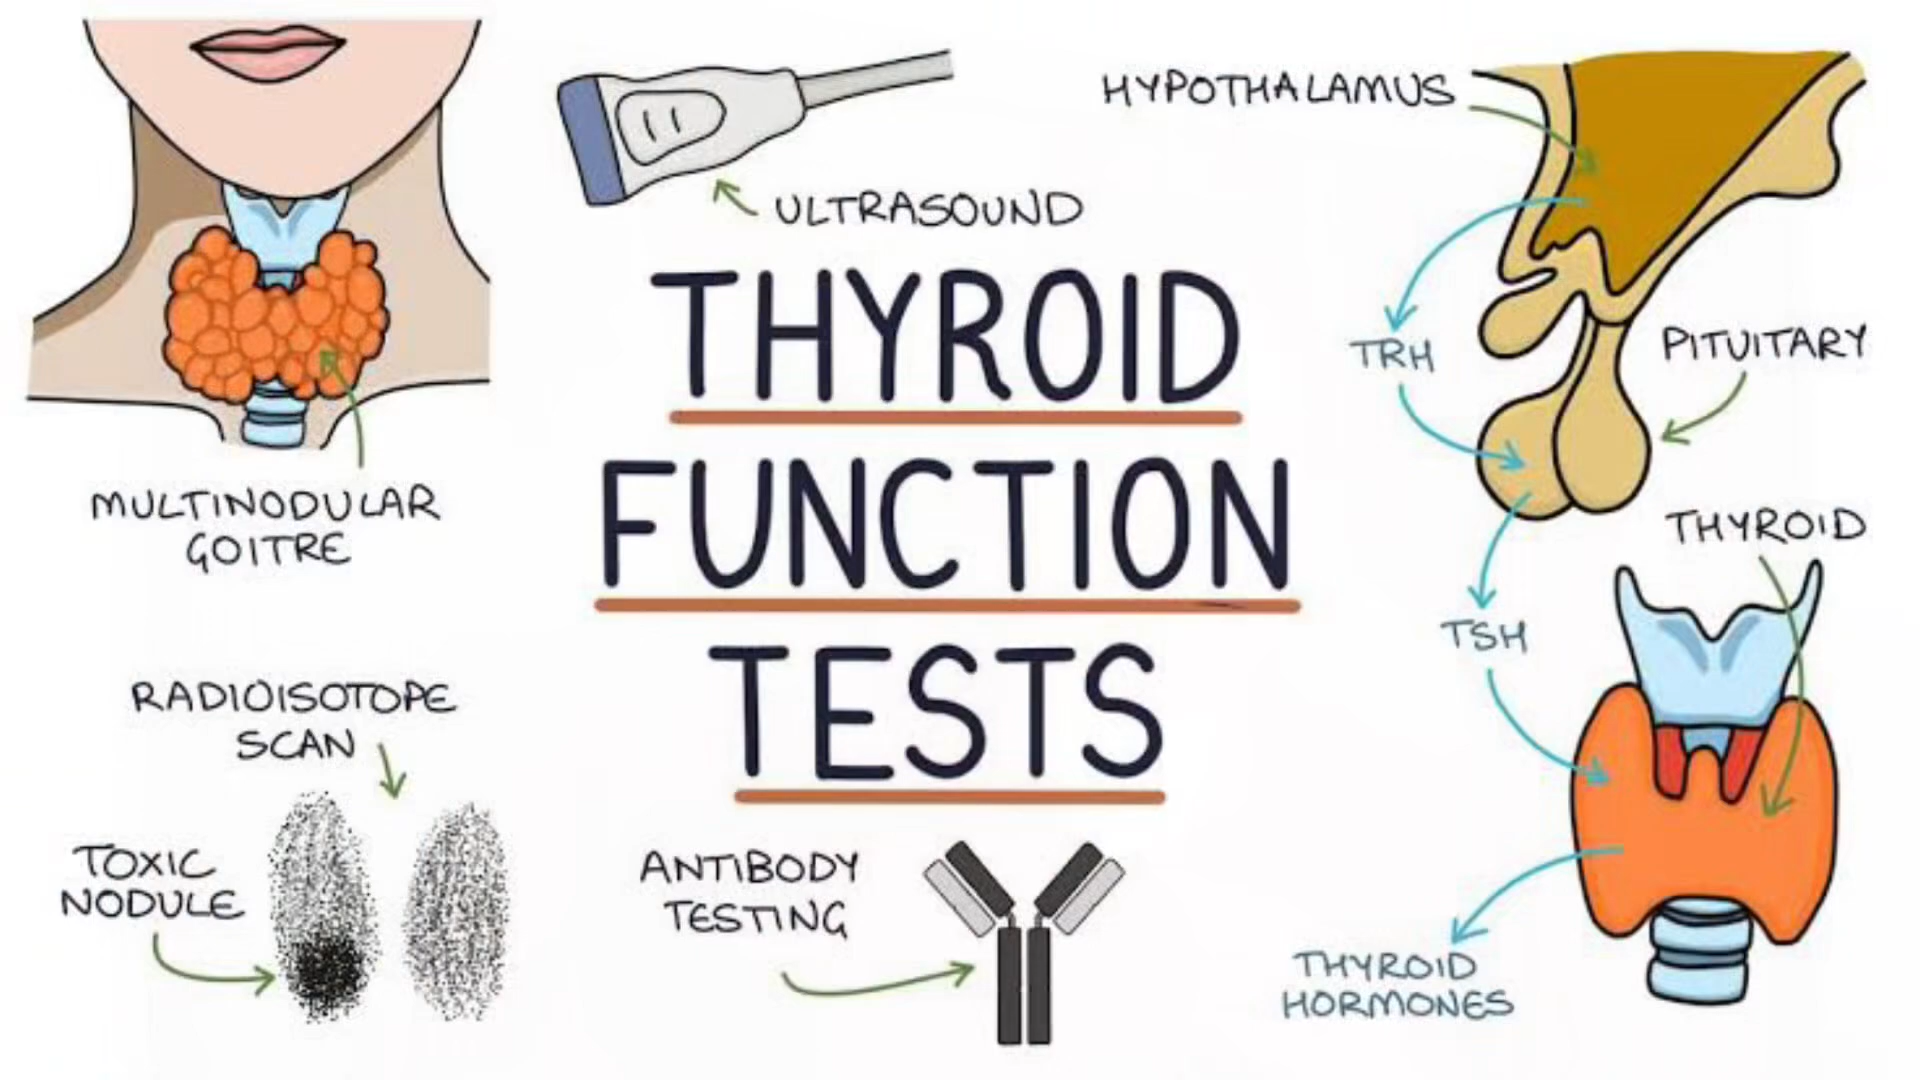 HYPOTHALAMUS
ULTRASOUND
THYROID
FUNCTION
TESTS
TRH
PITUITARY
MULTINODULAR
GOITRE
THYROID
TSH
RADIOISOTOPE
SCAN
TOXIC
NODULE
ANTIBODY
TESTING
THYROID
HORMONES